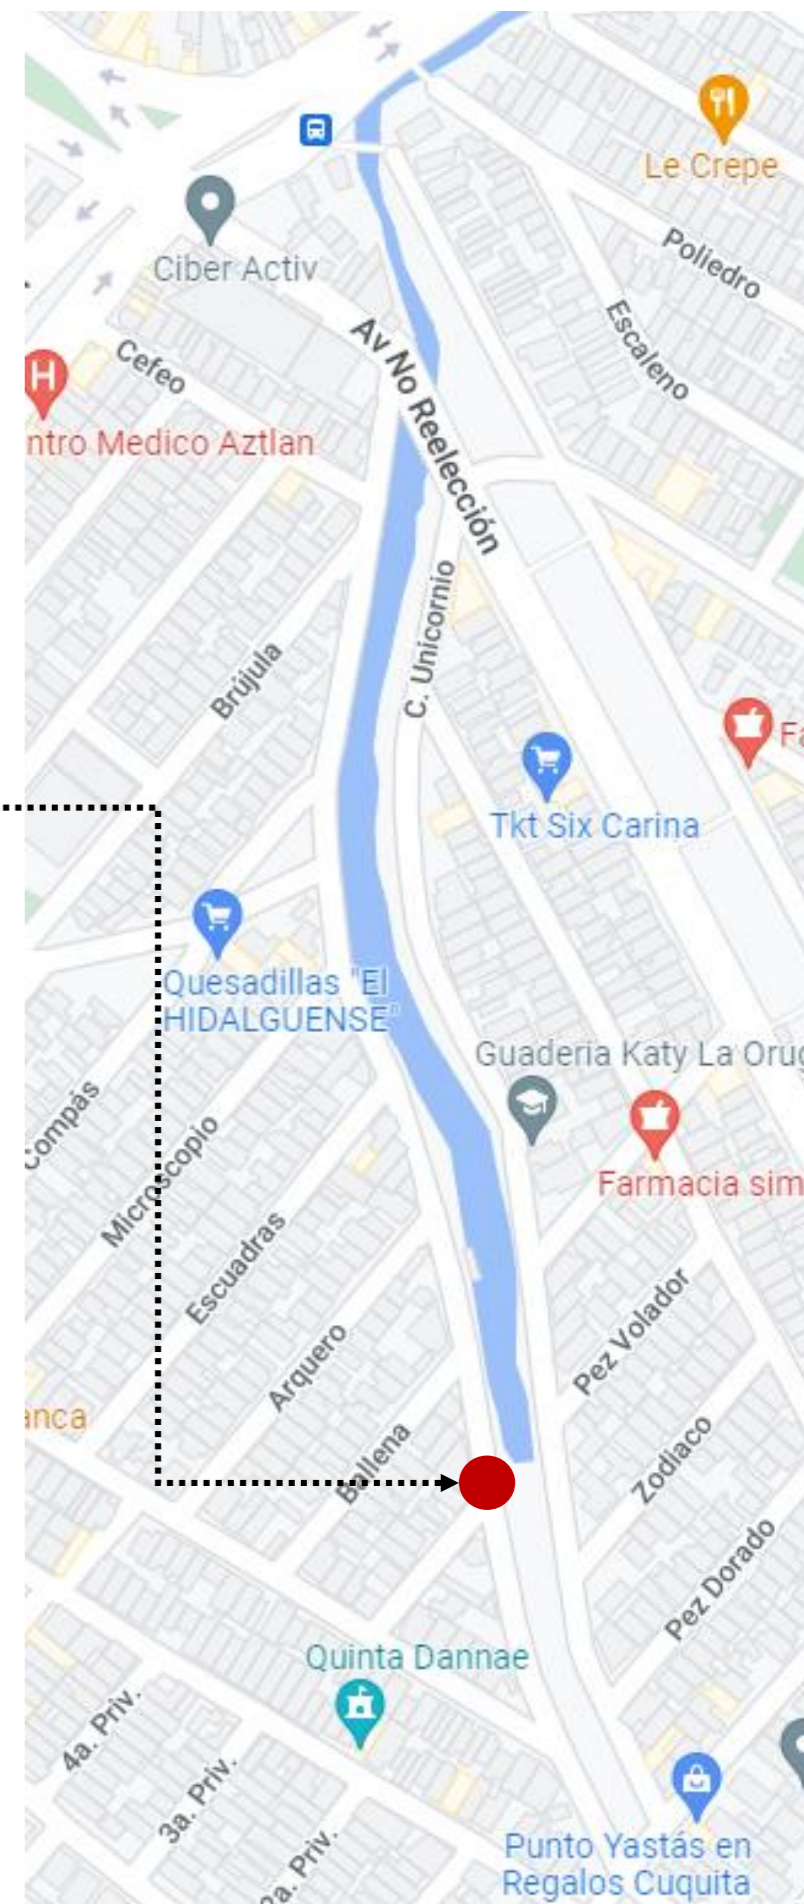 Le Crepe
Poliedro
Ciber Activ
Escaleno
Av No Reelección
Cefeo
H
ntro Medico Aztlan
C. Unicornio
Brújula
Fa
Tkt Six Carina
Quesadillas "El
HIDALGUENSE"
Guaderia Katy La Orug
Compás
Microscopio
Farmacia sim
Escuadras
Pez Volador
Arquero
anca
Ballena
Zodiaco
Pez Dorado
Quinta Dannae
4a. Priv.
3a. Priv.
2a. Priv.
Punto Yastás en
Regalos Cuquita